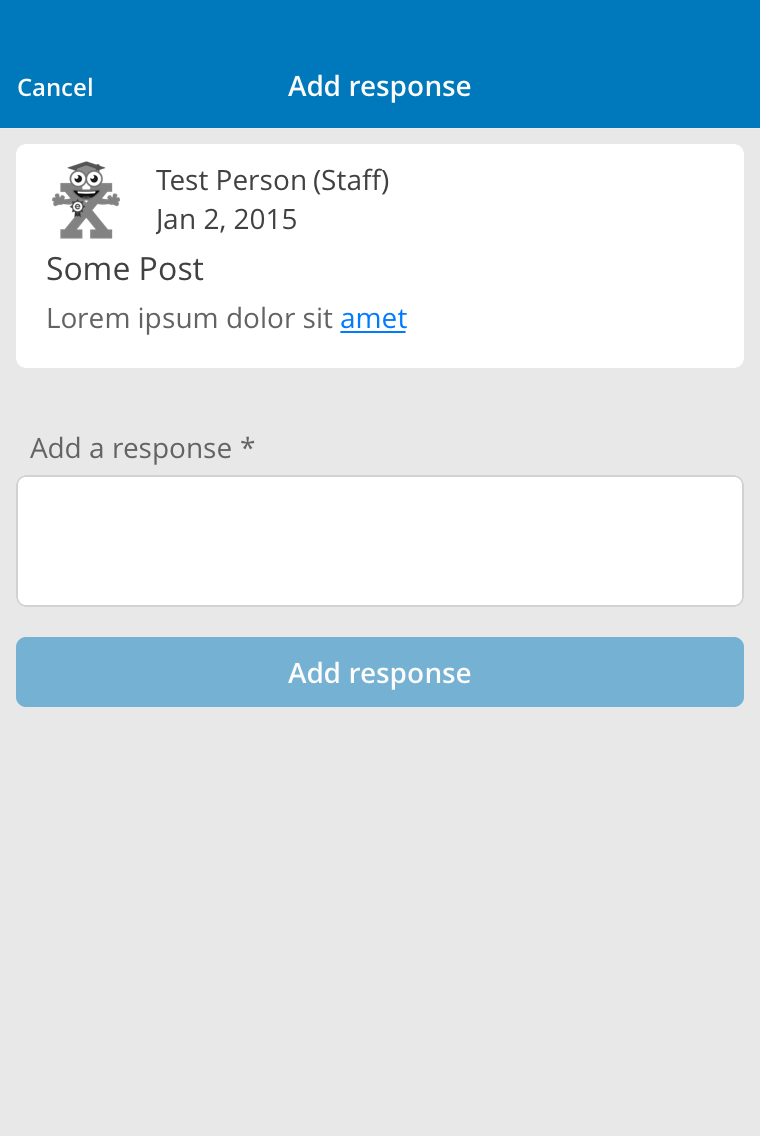 Cancel
Add response
Test Person (Staff)
Jan 2, 2015
Some Post
Lorem ipsum dolor sit amet
Add a response *
Add response